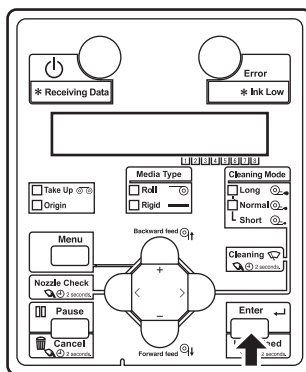 Error
* Receiving Data
* Ink Low
1 2 3 4 5 6 7 8
Media Type
Cleaning Mode
Take Up
Roll
Long
Origin
Rigid
Normal
Short
Menu
Backward feed
Cleaning
2 seconds.
+
Nozzle Check
< >
2 seconds.
Pause
Enter
−
Cancel
2 seconds.
Forward feed
2 seconds.